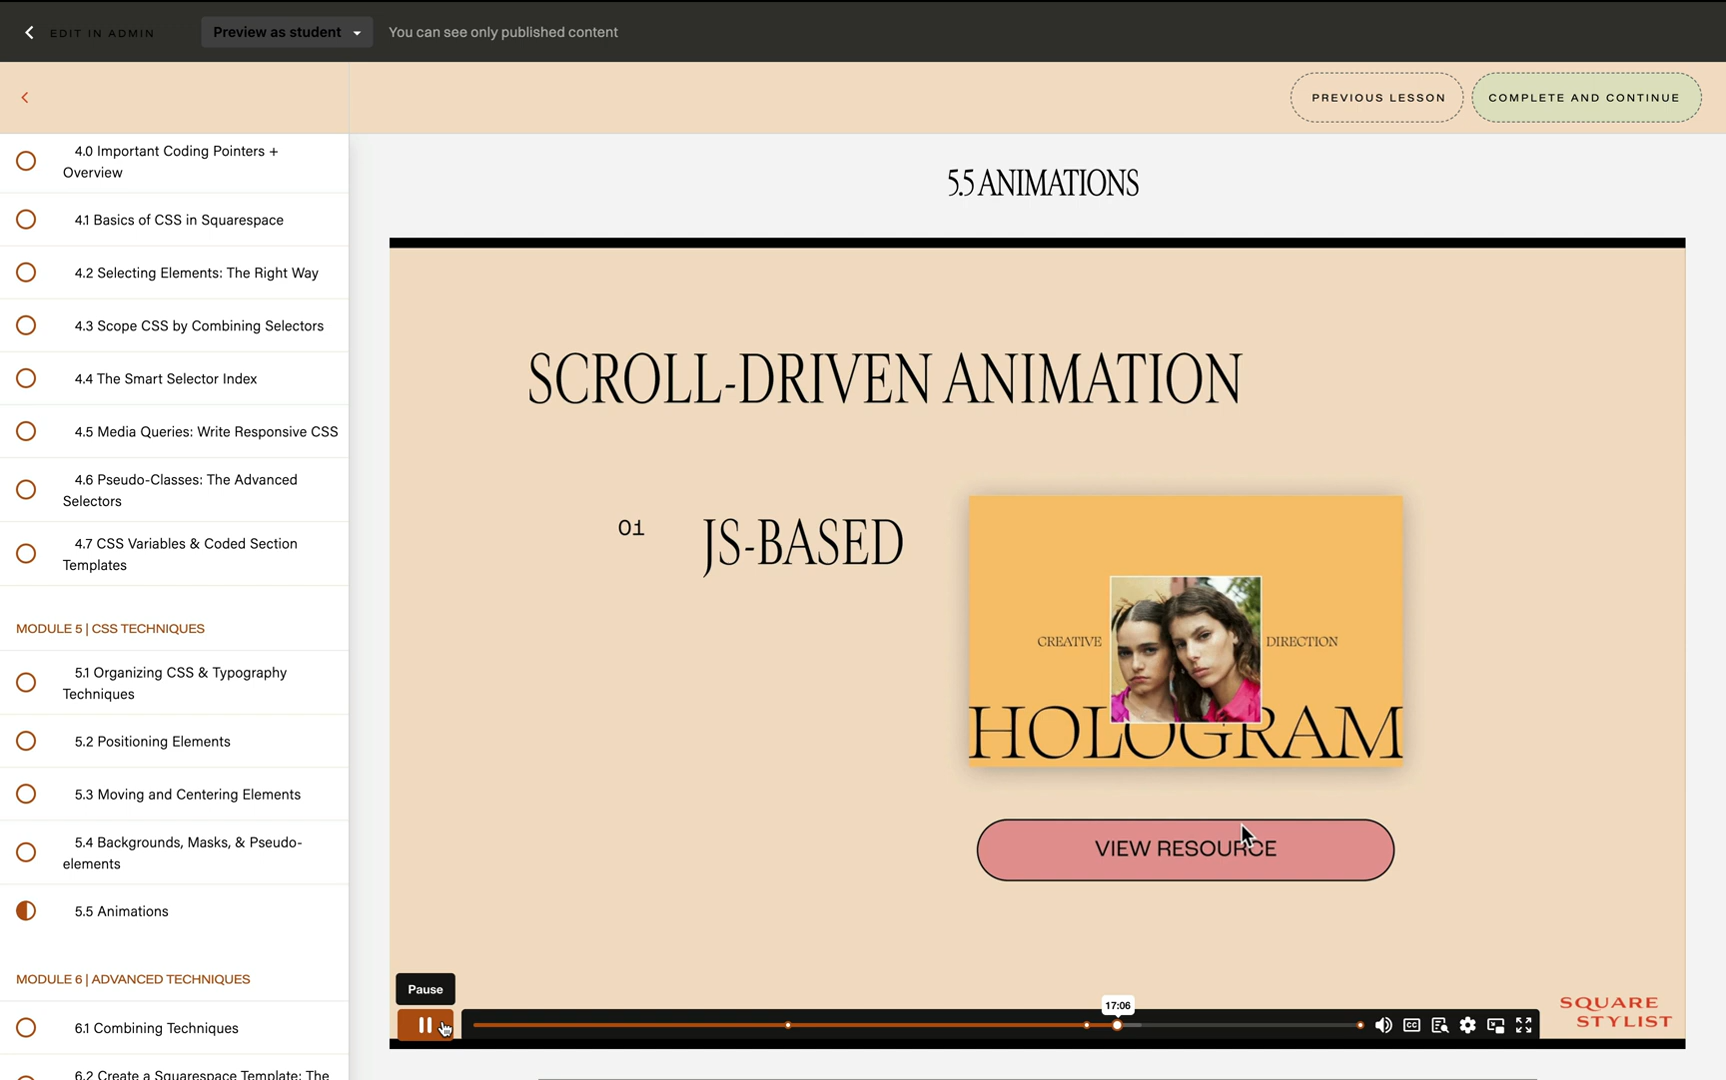 EDIT IN ADMIN
Preview as student
You can see only published content
PREVIOUS LESSON
COMPLETE AND CONTINUE
4.0 Important Coding Pointers +
Overview
4.1 Basics of CSS in Squarespace
4.2 Selecting Elements: The Right Way
4.3 Scope CSS by Combining Selectors
4.4 The Smart Selector Index
4.5 Media Queries: Write Responsive CSS
4.6 Pseudo-Classes: The Advanced
Selectors
4.7 CSS Variables & Coded Section
Templates
MODULE 5 | CSS TECHNIQUES
5.1 Organizing CSS & Typography
Techniques
5.2 Positioning Elements
5.3 Moving and Centering Elements
5.4 Backgrounds, Masks, & Pseudo-
elements
5.5 Animations
MODULE 6 | ADVANCED TECHNIQUES
6.1 Combining Techniques
6.2 Create a Squarespace Template: The
5.5 ANIMATIONS
SCROLL-DRIVEN ANIMATION
01
JS-BASED
CREATIVE
DIRECTION
HOLOGRAM
VIEW RESOURCE
Pause
17:06
CC
SQUARE
STYLIST